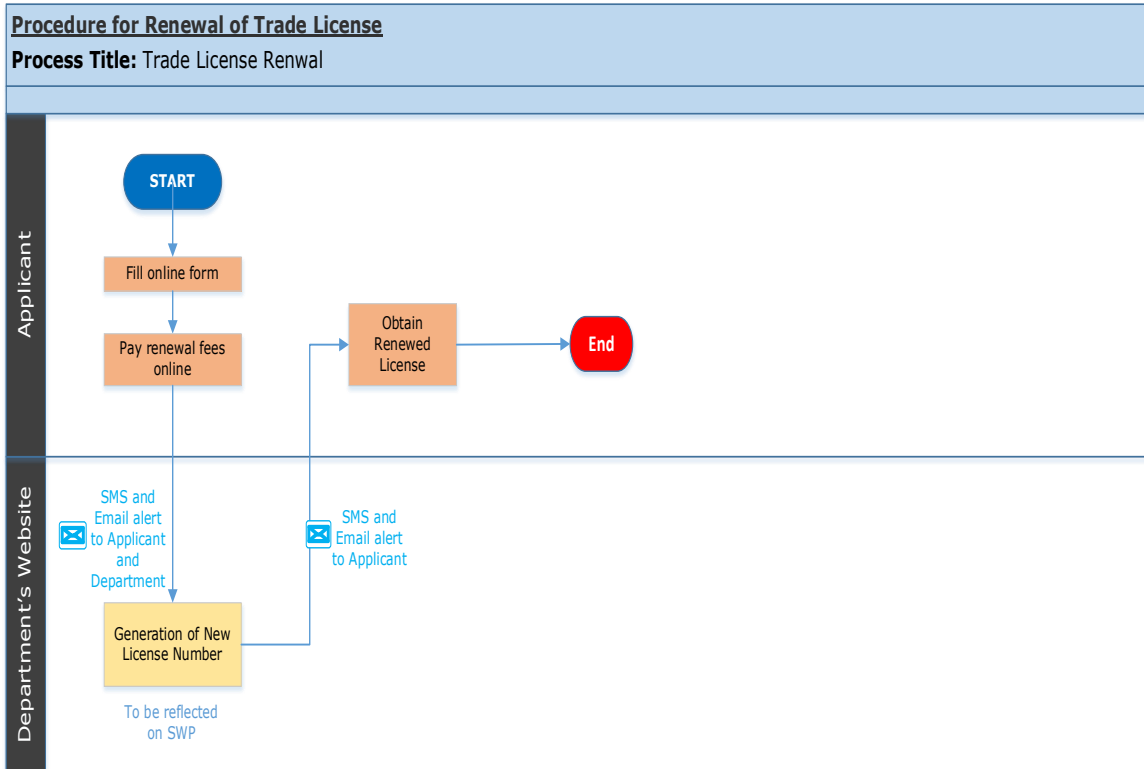 Procedure for Renewal of Trade License
Process Title: Trade License Renwal
Applicant
START
Fill online form
Pay renewal fees
online
Obtain
Renewed
License
End
Department's Website
SMS and
Email alert
to Applicant
and
Department
SMS and
Email alert
to Applicant
Generation of New
License Number
To be reflected
on SWP